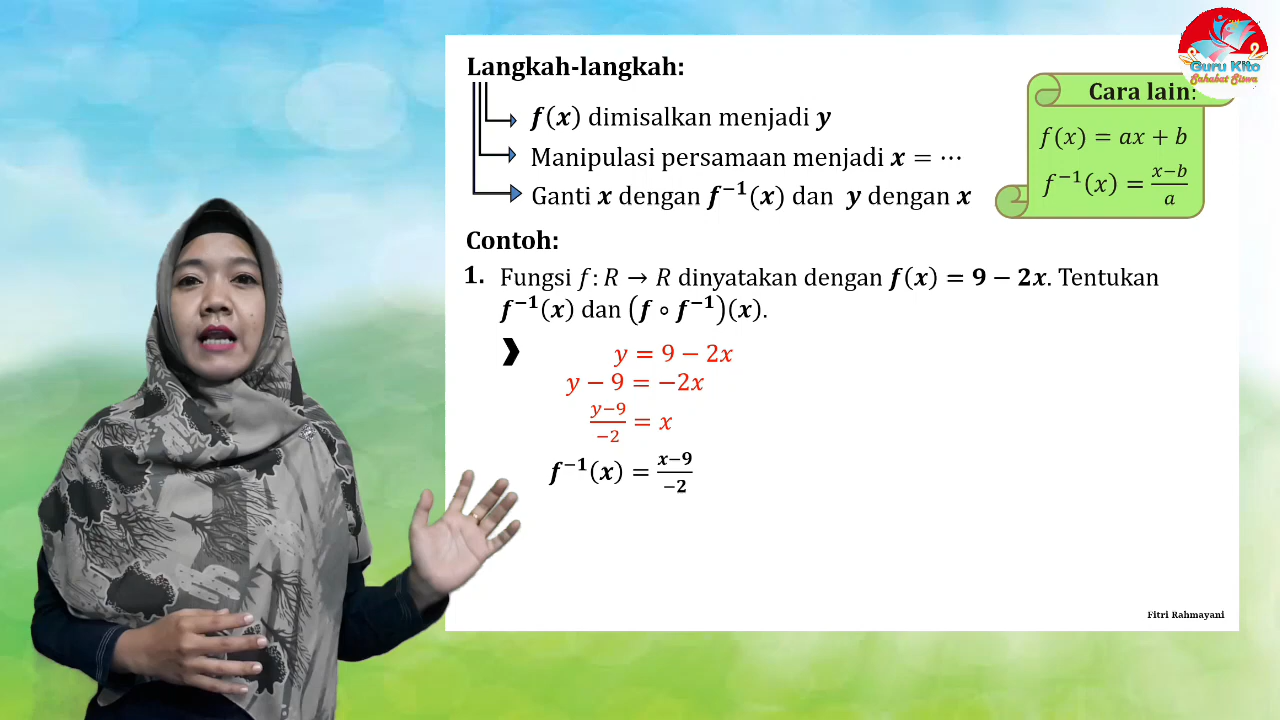 Guru Kito
Sahabat Siswa
Langkah-langkah:
f(x) dimisalkan menjadi y
Manipulasi persamaan menjadi x = ⋯
Ganti x dengan f⁻¹(x) dan y dengan x
Cara lain:
f(x) = ax + b
f⁻¹(x) = (x−b)/a
Contoh:
1. Fungsi f: R → R dinyatakan dengan f(x) = 9 − 2x. Tentukan
f⁻¹(x) dan (f ∘ f⁻¹)(x).
y = 9 − 2x
y − 9 = −2x
(y−9)/−2 = x
f⁻¹(x) = (x−9)/−2
Fitri Rahmayani